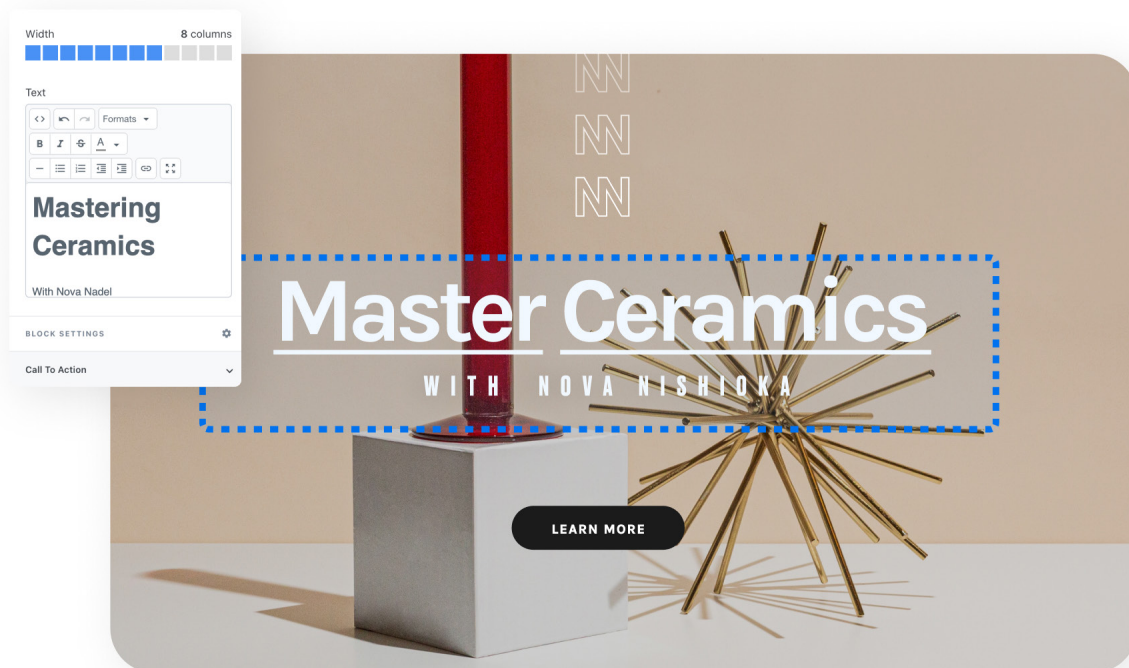 Width 8 columns
Text
Formats
B I S A
Mastering
Ceramics
With Nova Nadel
BLOCK SETTINGS
Call To Action
NN
NN
NN
Master Ceramics
WITH NOVA NISHIOKA
LEARN MORE